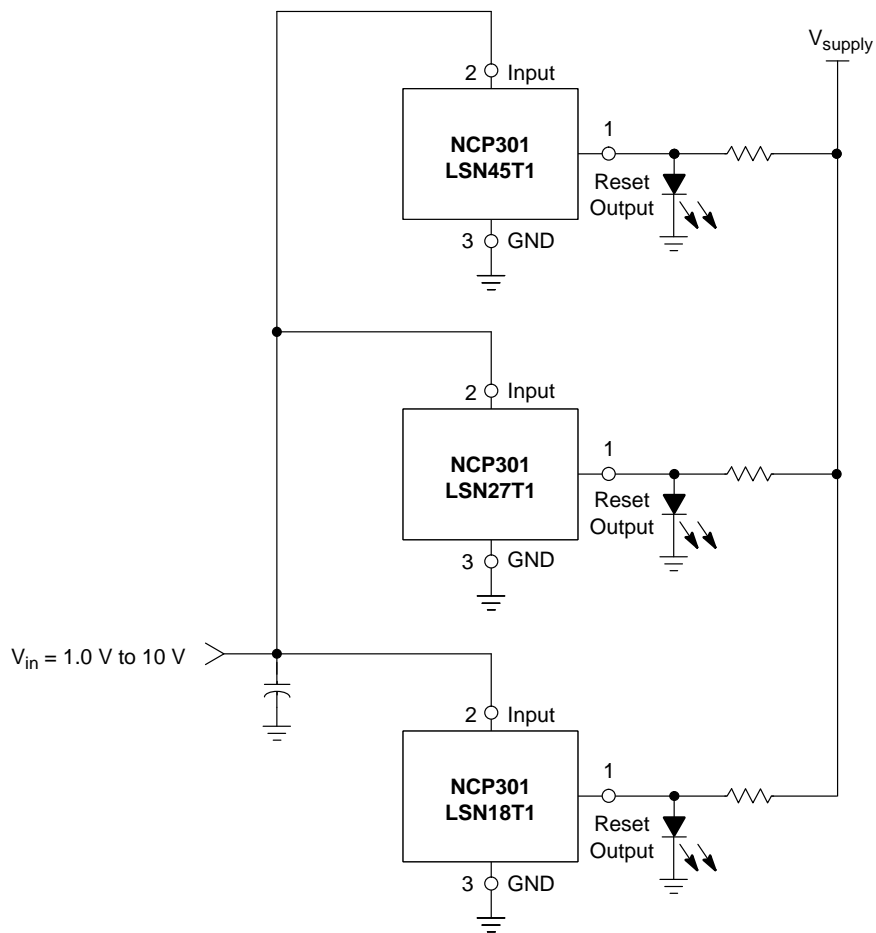 V_supply
2 Input
NCP301
LSN45T1
1
Reset
Output
3 GND
2 Input
NCP301
LSN27T1
1
Reset
Output
3 GND
V_in = 1.0 V to 10 V
2 Input
NCP301
LSN18T1
1
Reset
Output
3 GND